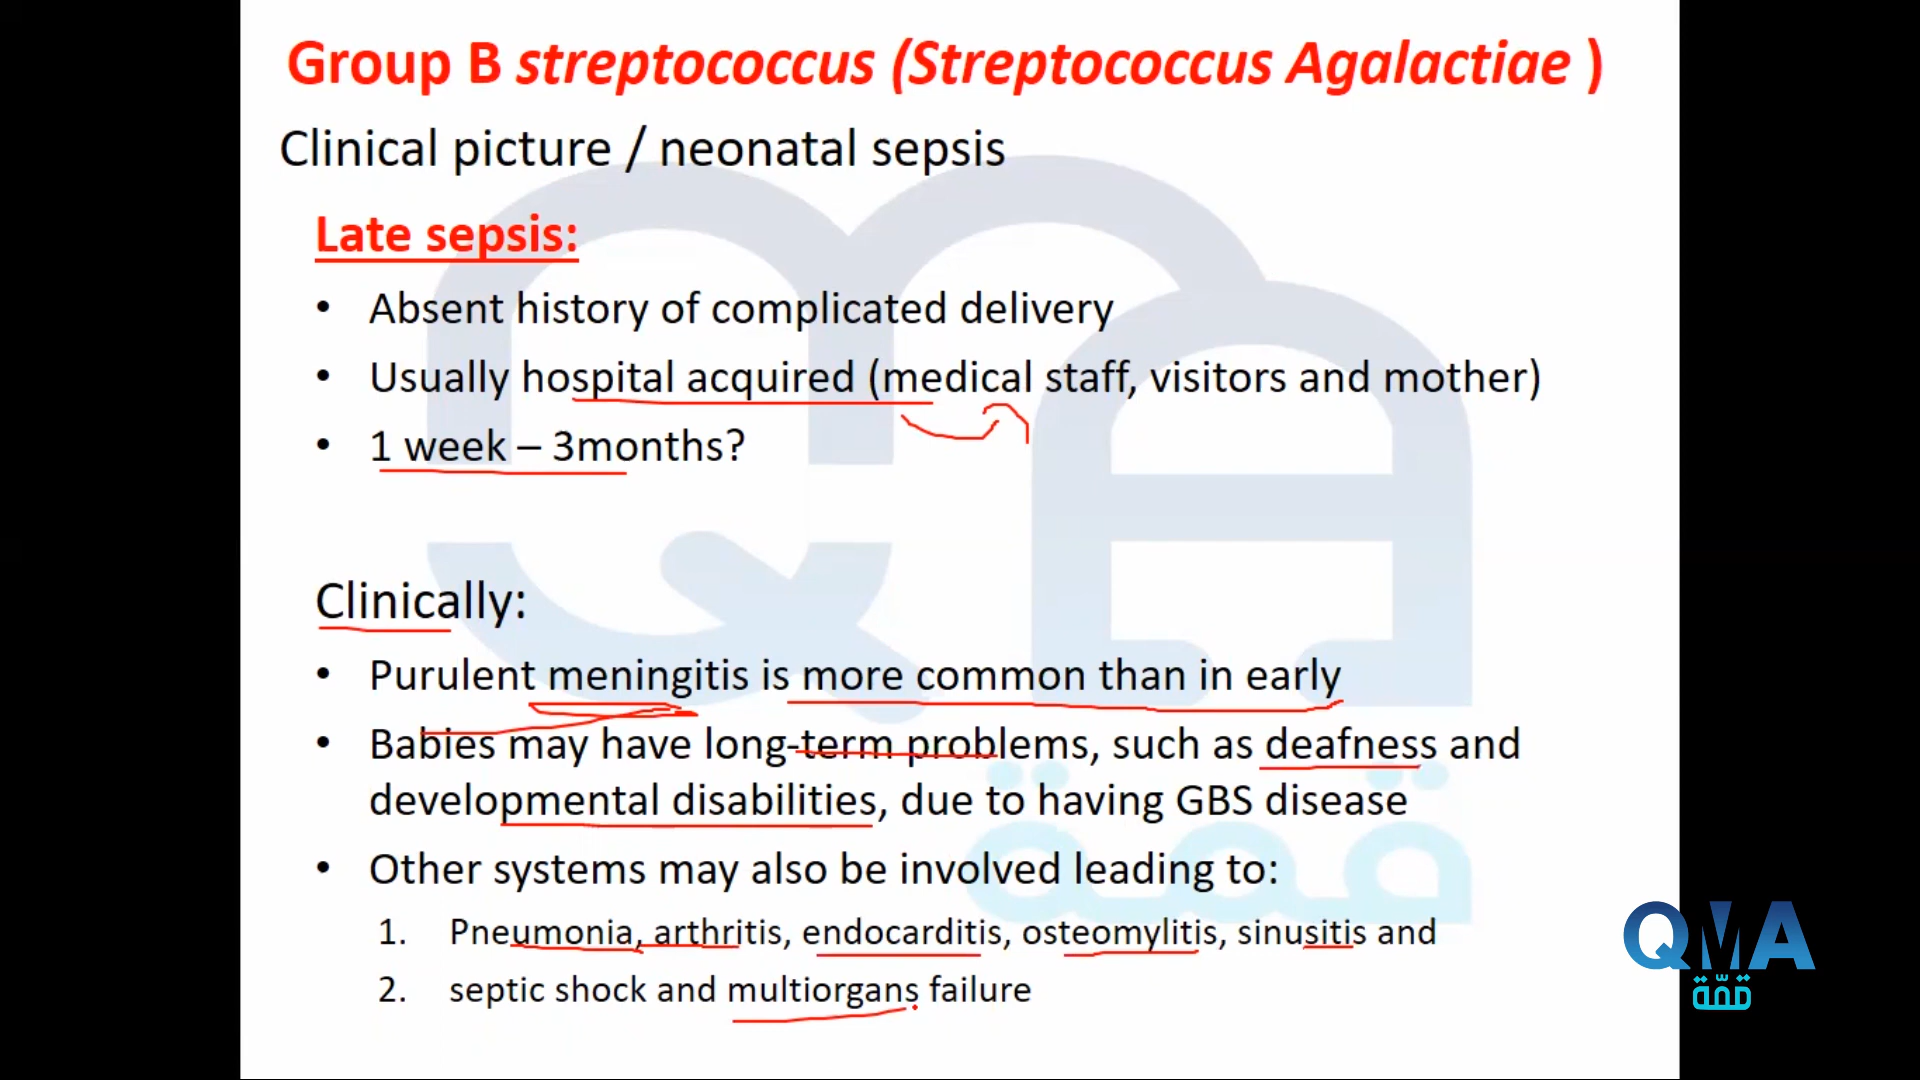 Group B streptococcus (Streptococcus Agalactiae )
Clinical picture / neonatal sepsis
Late sepsis:
• Absent history of complicated delivery
• Usually hospital acquired (medical staff, visitors and mother)
• 1 week – 3months?
Clinically:
• Purulent meningitis is more common than in early
• Babies may have long-term problems, such as deafness and
developmental disabilities, due to having GBS disease
• Other systems may also be involved leading to:
1. Pneumonia, arthritis, endocarditis, osteomylitis, sinusitis and
2. septic shock and multiorgans failure
QMA
قمّة
قمة